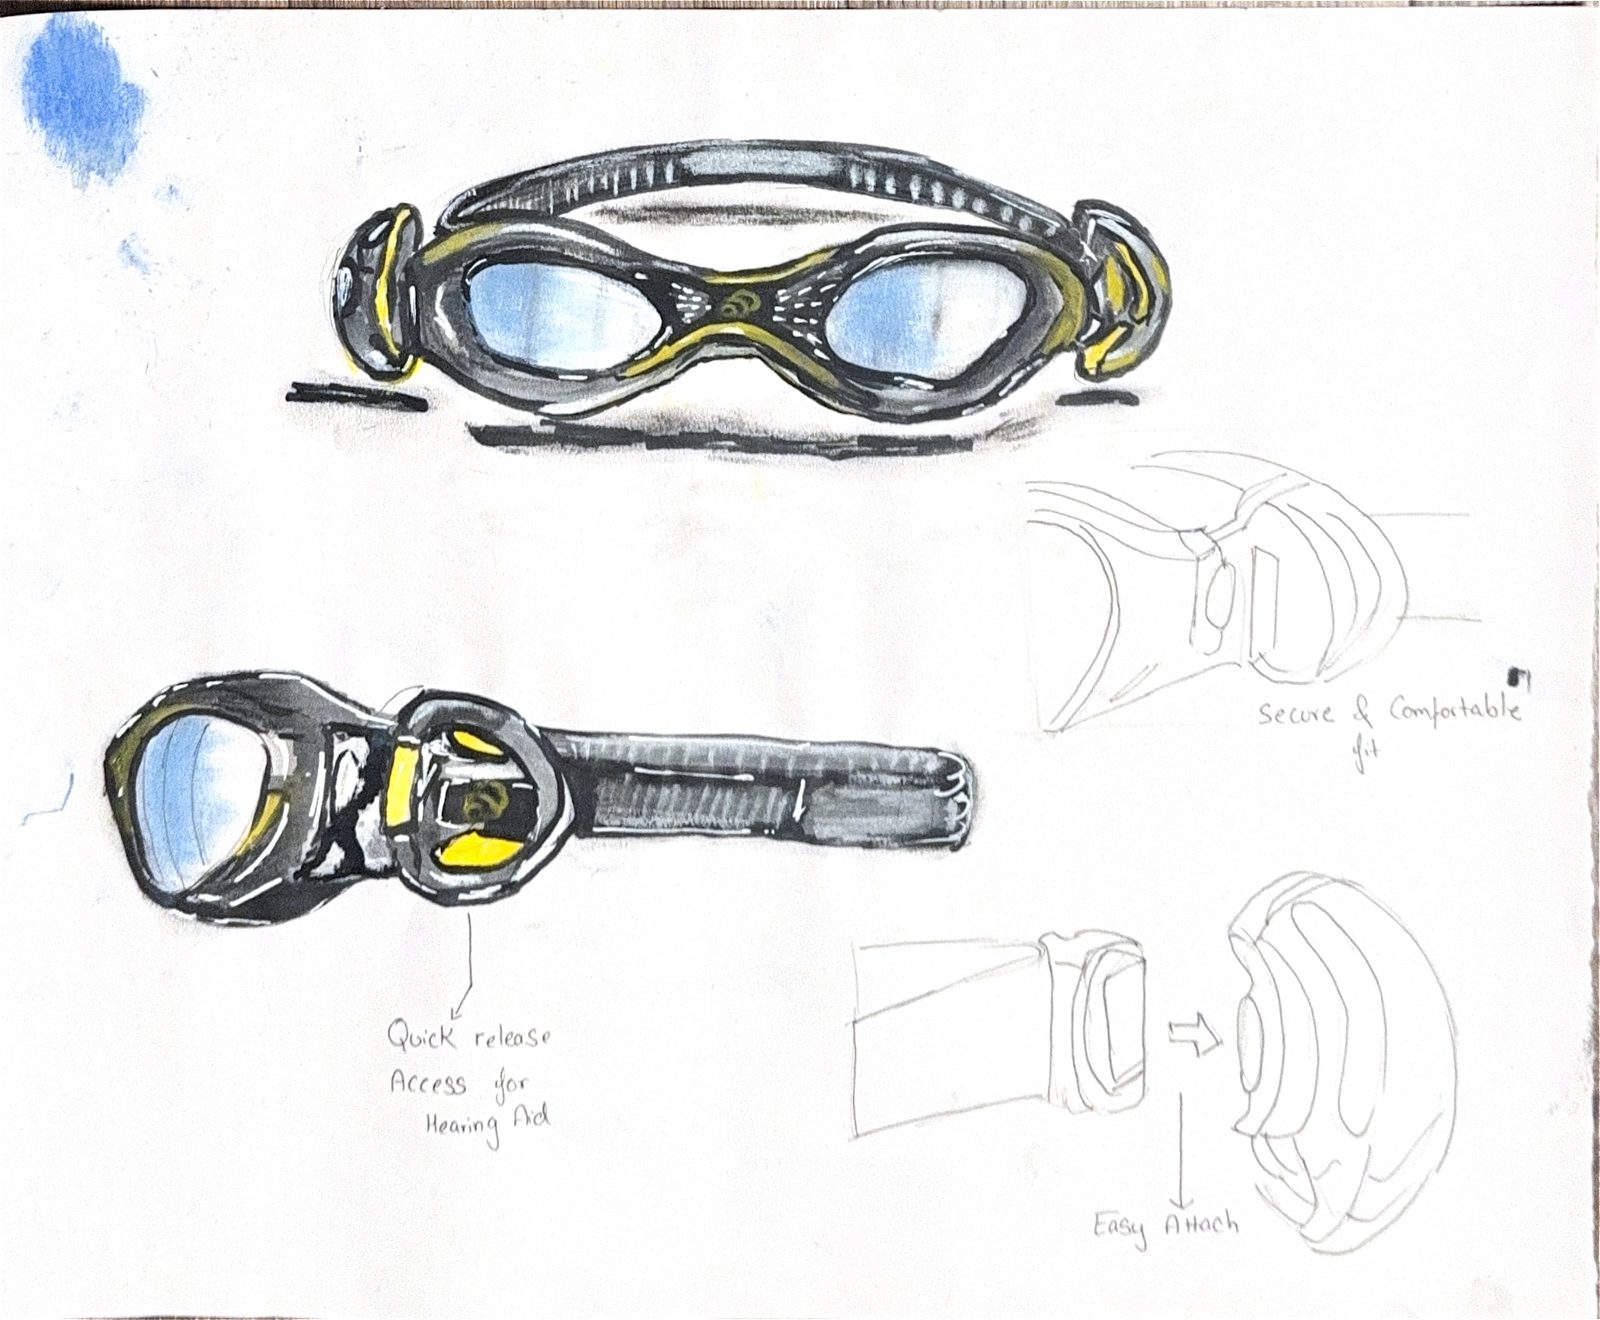 Secure & Comfortable
fit
Quick release
Access for
Hearing Aid
Easy Attach